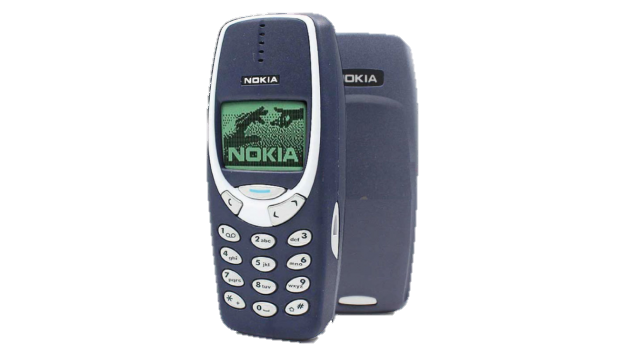 NOKIA
OKIA
NOKIA
1
2 abc
def 3
4 ghi
5 jkl
mno 6
7 pqrs
8 tuv
wxyz 9
*+
0
#